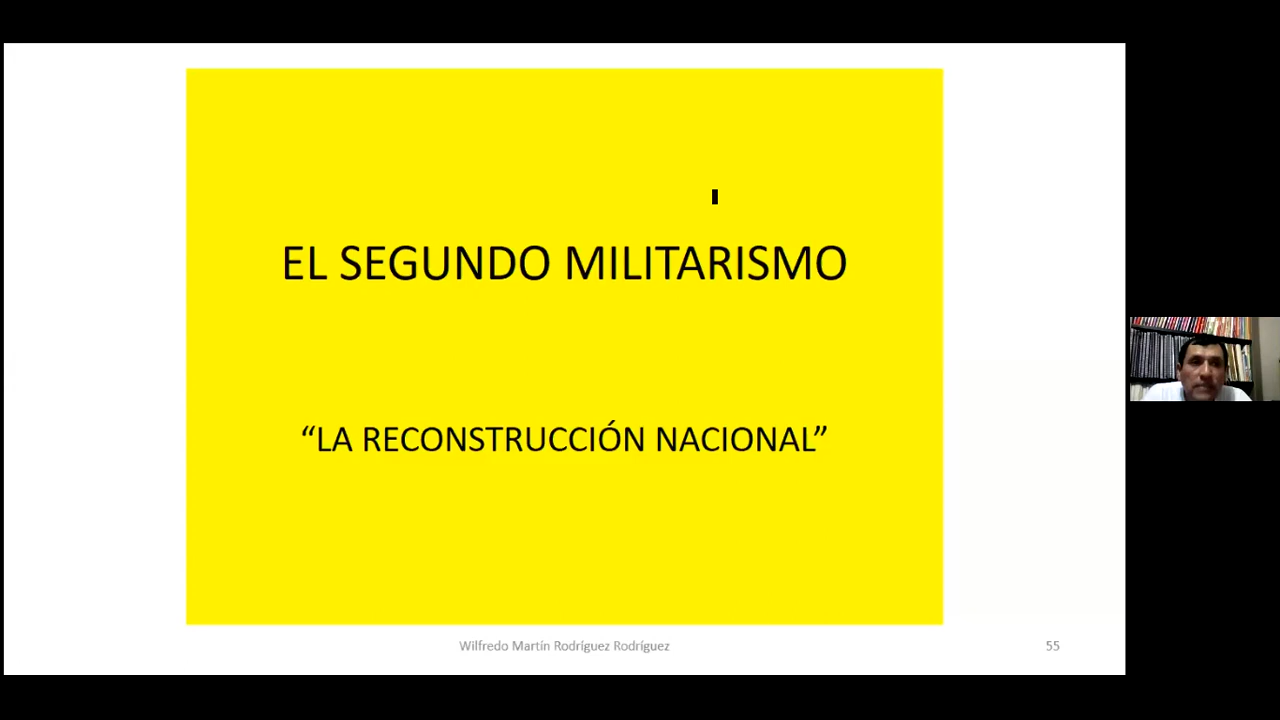 EL SEGUNDO MILITARISMO
“LA RECONSTRUCCIÓN NACIONAL”
Wilfredo Martín Rodríguez Rodríguez
55